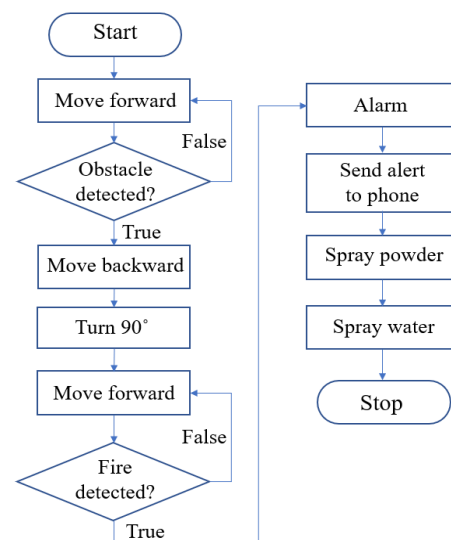 Start
Move forward
False
Obstacle
detected?
True
Move backward
Turn 90˚
Move forward
False
Fire
detected?
True
Alarm
Send alert
to phone
Spray powder
Spray water
Stop